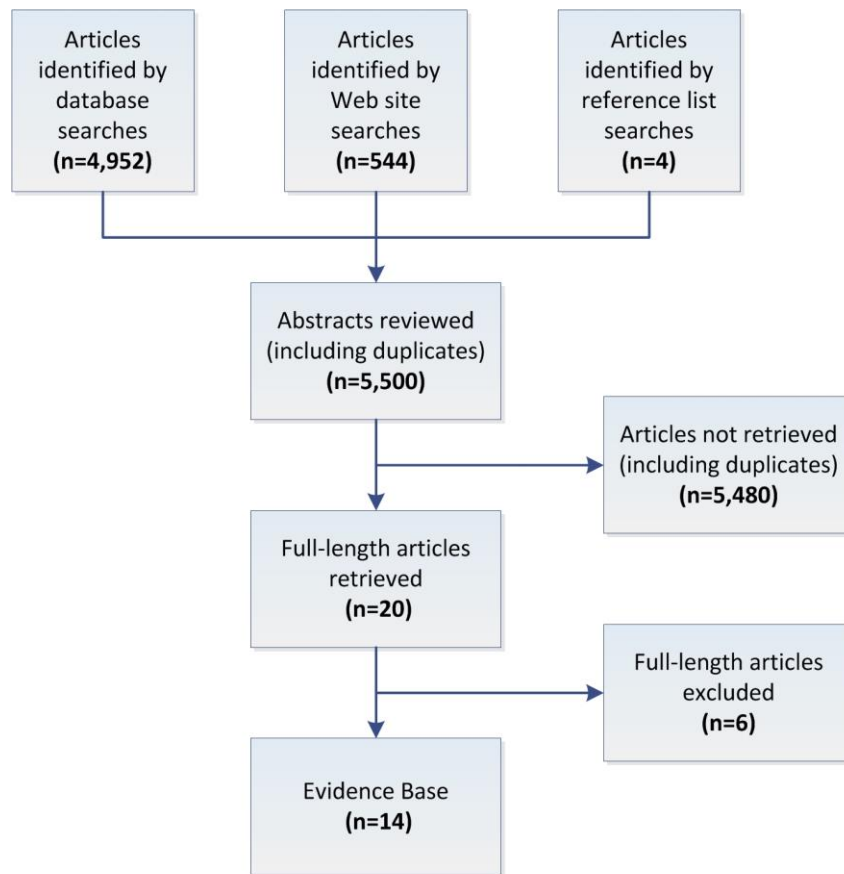 Articles
identified by
database
searches
(n=4,952)
Articles
identified by
Web site
searches
(n=544)
Articles
identified by
reference list
searches
(n=4)
Abstracts reviewed
(including duplicates)
(n=5,500)
Articles not retrieved
(including duplicates)
(n=5,480)
Full-length articles
retrieved
(n=20)
Full-length articles
excluded
(n=6)
Evidence Base
(n=14)